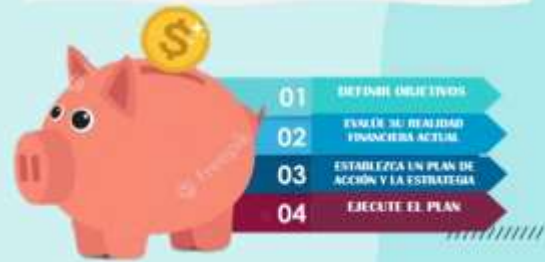 $
01 DEFINIR OBJETIVOS
02 EVALÚE SU REALIDAD
FINANCIERA ACTUAL
03 ESTABLEZCA UN PLAN DE
ACCIÓN Y LA ESTRATEGIA
04 EJECUTE EL PLAN
freepik